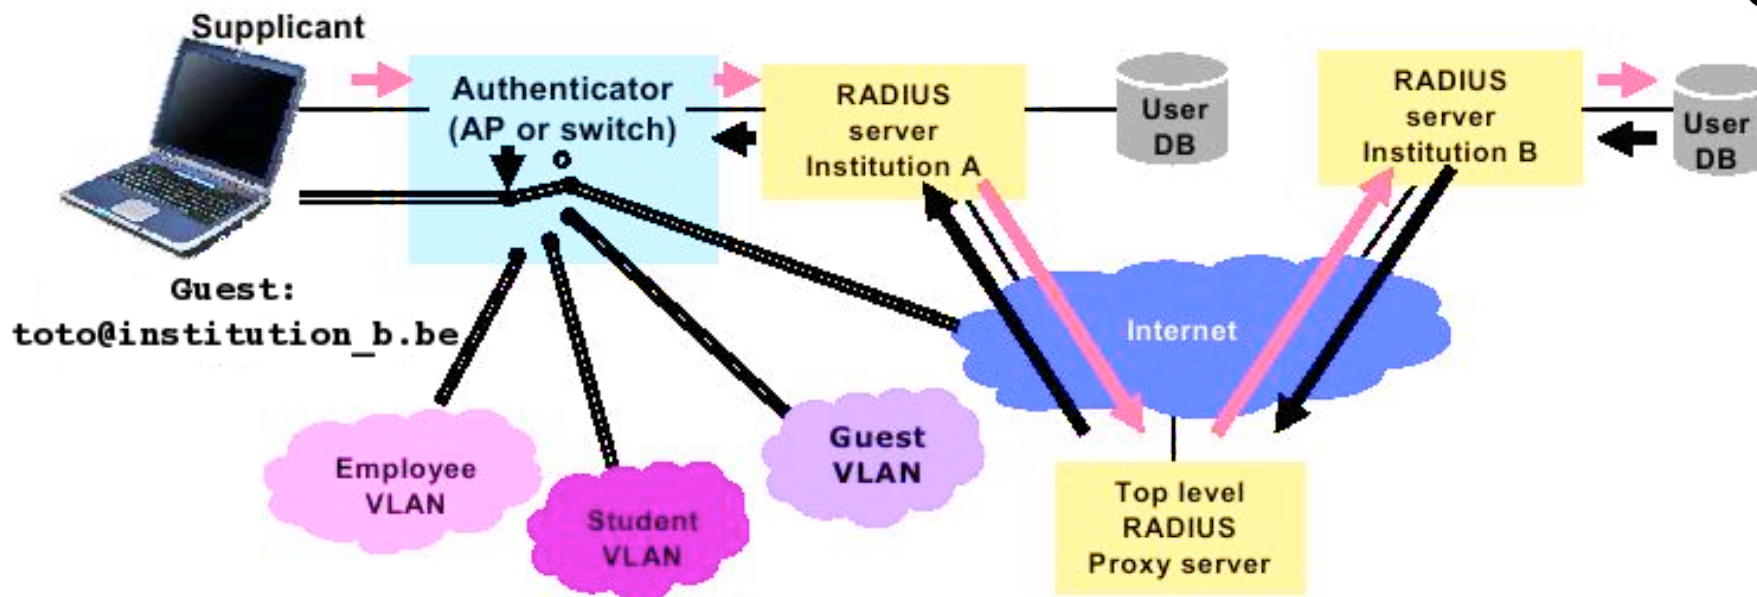 Supplicant
Authenticator
(AP or switch)
RADIUS
server
Institution A
User
DB
RADIUS
server
Institution B
User
DB
Guest:
toto@institution_b.be
Internet
Employee
VLAN
Student
VLAN
Guest
VLAN
Top level
RADIUS
Proxy server